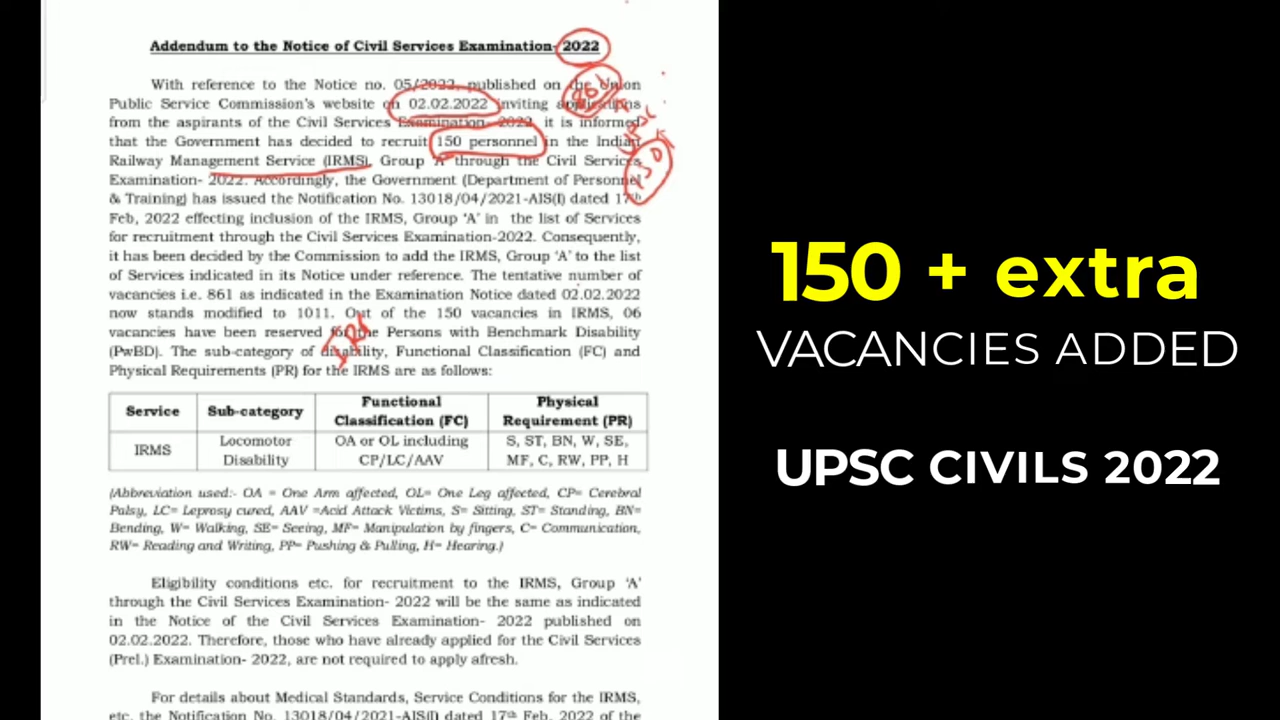 Addendum to the Notice of Civil Services Examination- 2022
With reference to the Notice no. 05/2022, published on the Union
Public Service Commission's website on 02.02.2022 inviting applications
from the aspirants of the Civil Services Examination- 2022, it is informed
that the Government has decided to recruit 150 personnel in the Indian
Railway Management Service (IRMS), Group 'A' through the Civil Services
Examination- 2022. Accordingly, the Government (Department of Personnel
& Training) has issued the Notification No. 13018/04/2021-AIS(I) dated 17th
Feb, 2022 effecting inclusion of the IRMS, Group 'A' in the list of Services
for recruitment through the Civil Services Examination-2022. Consequently,
it has been decided by the Commission to add the IRMS, Group 'A' to the list
of Services indicated in its Notice under reference. The tentative number of
vacancies i.e. 861 as indicated in the Examination Notice dated 02.02.2022
now stands modified to 1011. Out of the 150 vacancies in IRMS, 06
vacancies have been reserved for the Persons with Benchmark Disability
(PwBD). The sub-category of disability, Functional Classification (FC) and
Physical Requirements (PR) for the IRMS are as follows:
Service Sub-category Functional Classification (FC) Physical Requirement (PR)
IRMS Locomotor Disability OA or OL including CP/LC/AAV S, ST, BN, W, SE, MF, C, RW, PP, H
(Abbreviation used:- OA = One Arm affected, OL= One Leg affected, CP= Cerebral
Palsy, LC= Leprosy cured, AAV =Acid Attack Victims, S= Sitting, ST= Standing, BN=
Bending, W= Walking, SE= Seeing, MF= Manipulation by fingers, C= Communication,
RW= Reading and Writing, PP= Pushing & Pulling, H= Hearing.)
Eligibility conditions etc. for recruitment to the IRMS, Group 'A'
through the Civil Services Examination- 2022 will be the same as indicated
in the Notice of the Civil Services Examination- 2022 published on
02.02.2022. Therefore, those who have already applied for the Civil Services
(Prel.) Examination- 2022, are not required to apply afresh.
For details about Medical Standards, Service Conditions for the IRMS,
etc. the Notification No. 13018/04/2021-AIS(I) dated 17th Feb, 2022 of the
861
150
150 + extra
VACANCIES ADDED
UPSC CIVILS 2022